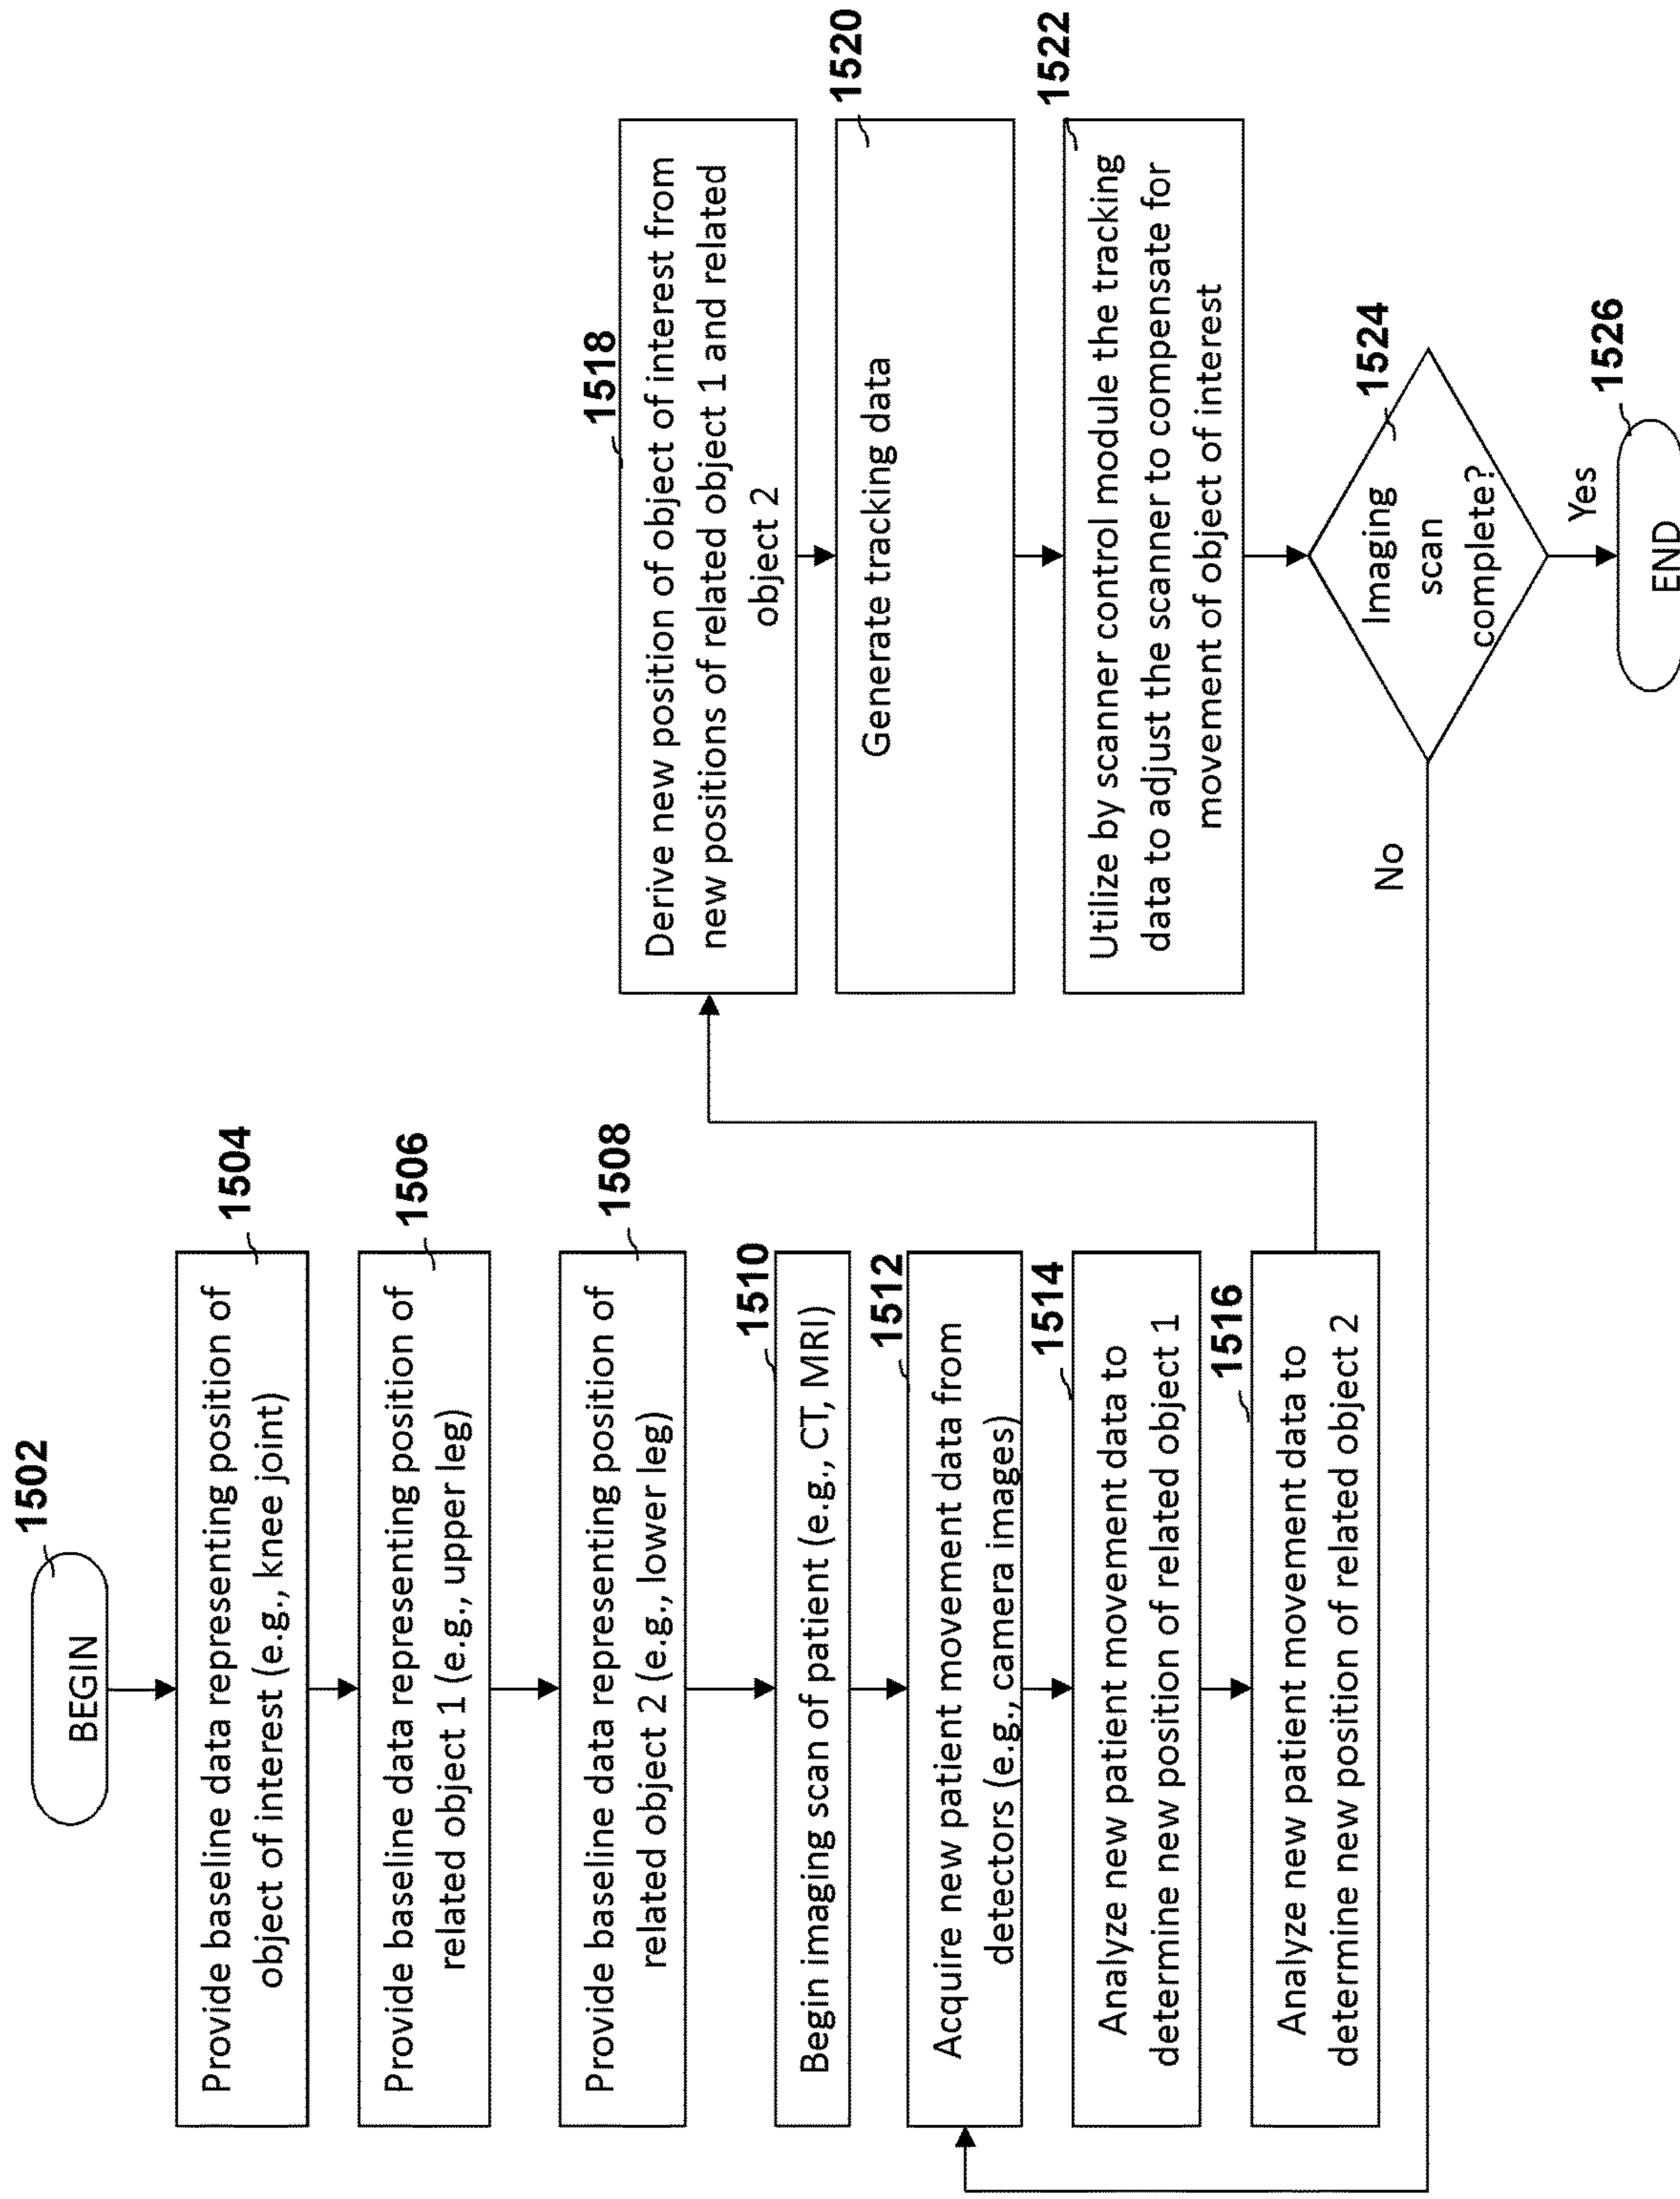 1502
BEGIN
1504
Provide baseline data representing position of
object of interest (e.g., knee joint)
1506
Provide baseline data representing position of
related object 1 (e.g., upper leg)
1508
Provide baseline data representing position of
related object 2 (e.g., lower leg)
1510
Begin imaging scan of patient (e.g., CT, MRI)
1512
Acquire new patient movement data from
detectors (e.g., camera images)
1514
Analyze new patient movement data to
determine new position of related object 1
1516
Analyze new patient movement data to
determine new position of related object 2
1518
Derive new position of object of interest from
new positions of related object 1 and related
object 2
1520
Generate tracking data
1522
Utilize by scanner control module the tracking
data to adjust the scanner to compensate for
movement of object of interest
1524
Imaging
scan
complete?
No
Yes
1526
END